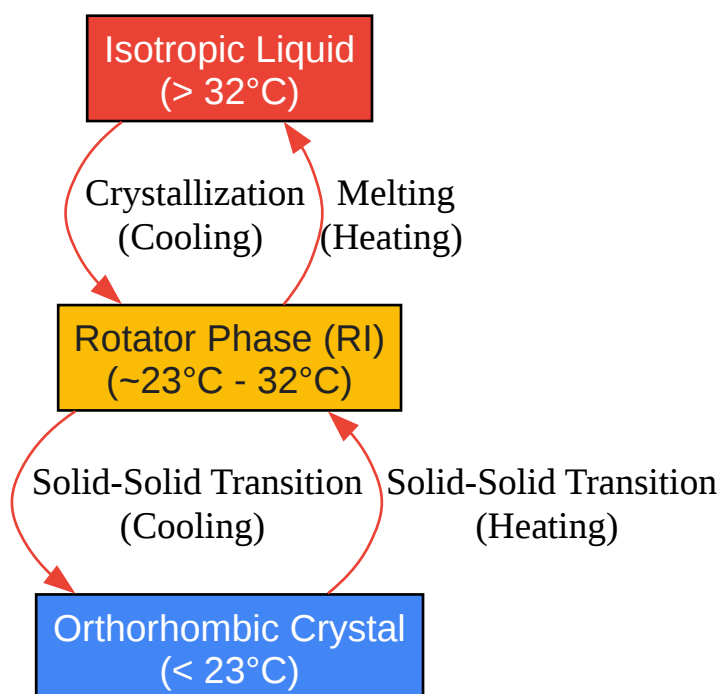 Isotropic Liquid
(> 32°C)
Crystallization
(Cooling)
Melting
(Heating)
Rotator Phase (RI)
(~23°C - 32°C)
Solid-Solid Transition
(Cooling)
Solid-Solid Transition
(Heating)
Orthorhombic Crystal
(< 23°C)